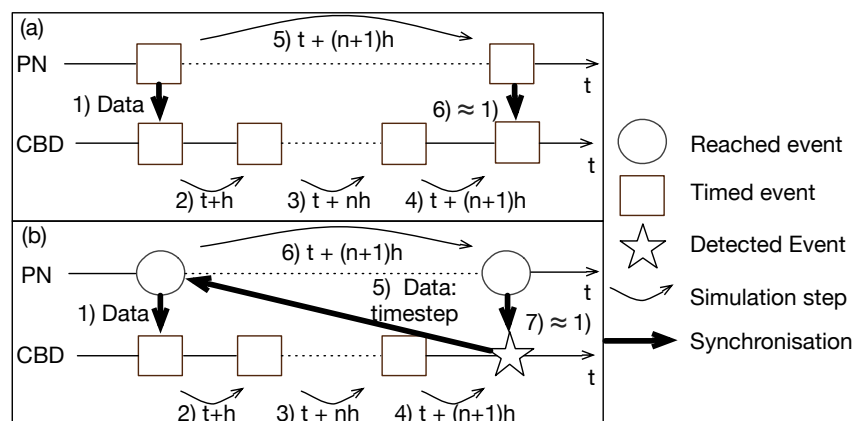 (a)
5) t + (n+1)h
PN
t
1) Data
6) ≈ 1)
CBD
t
2) t+h
3) t + nh
4) t + (n+1)h
(b)
6) t + (n+1)h
PN
t
1) Data
5) Data:
timestep
7) ≈ 1)
CBD
t
2) t+h
3) t + nh
4) t + (n+1)h
Reached event
Timed event
Detected Event
Simulation step
Synchronisation